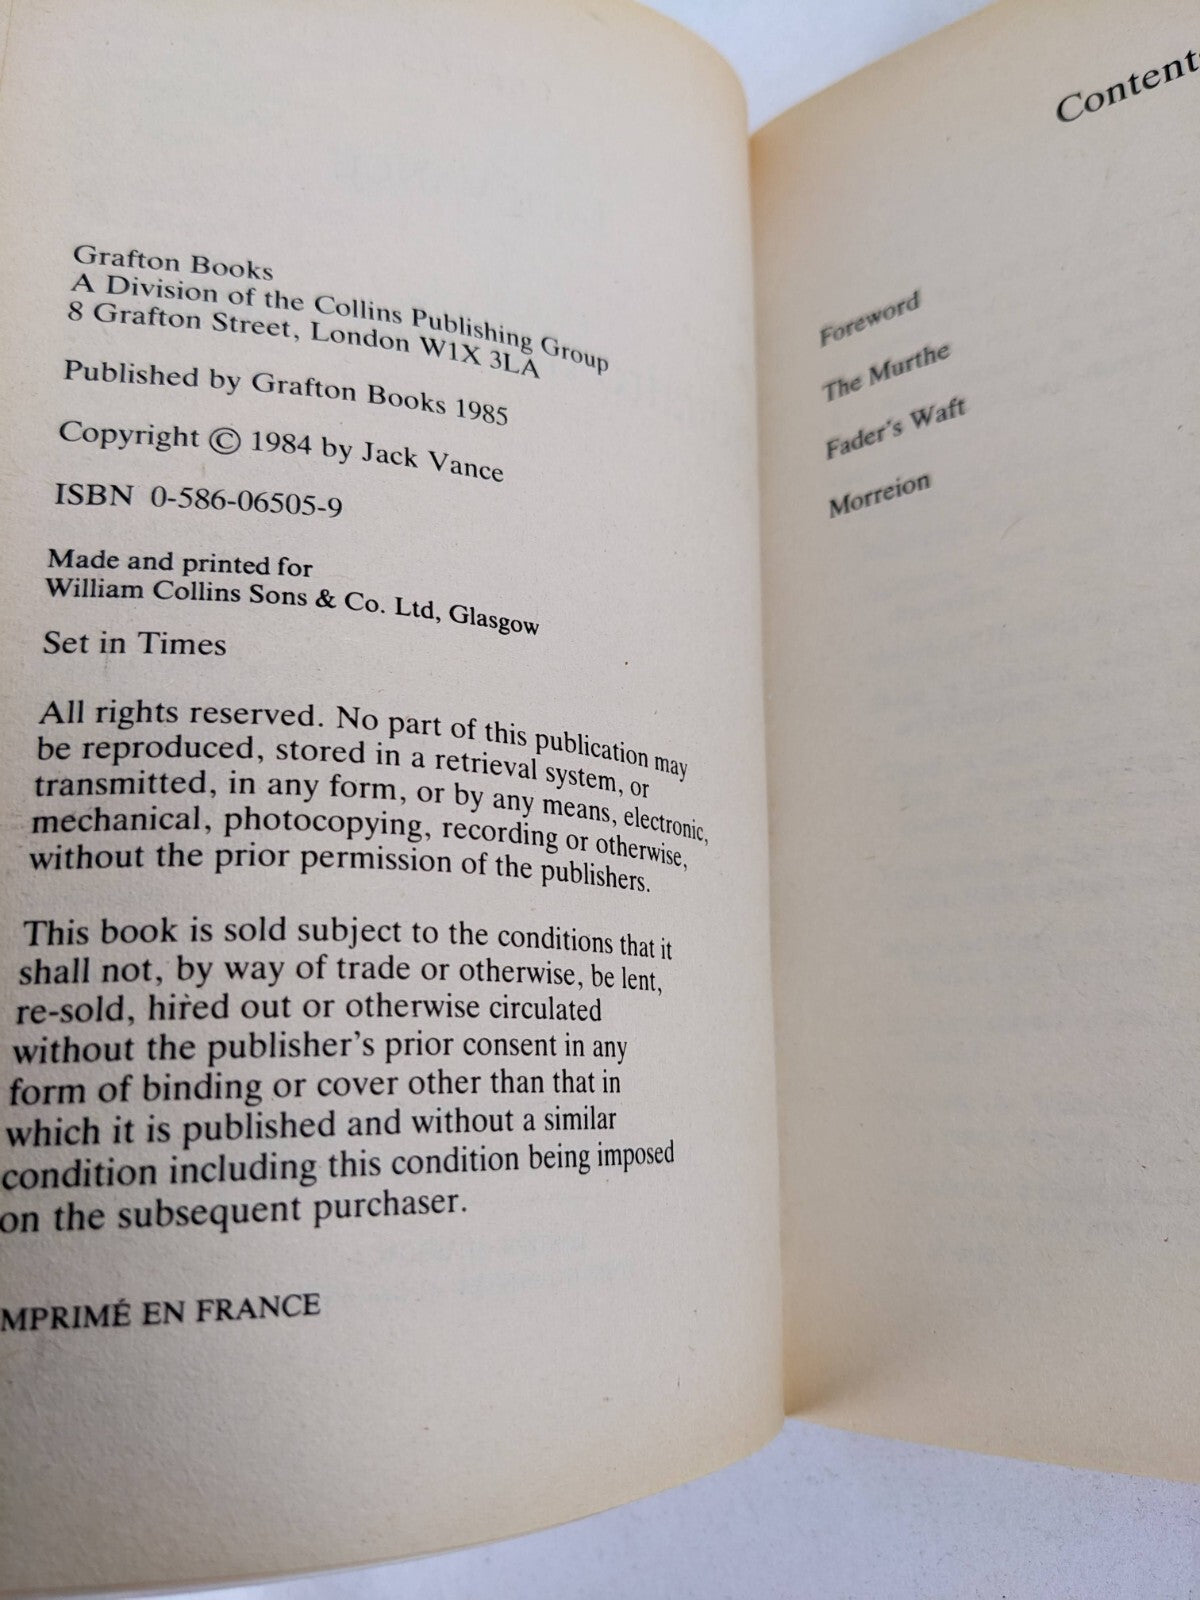 Grafton Books
A Division of the Collins Publishing Group
8 Grafton Street, London W1X 3LA
Published by Grafton Books 1985
Copyright © 1984 by Jack Vance
ISBN 0-586-06505-9
Made and printed for
William Collins Sons & Co. Ltd, Glasgow
Set in Times
All rights reserved. No part of this publication may
be reproduced, stored in a retrieval system, or
transmitted, in any form, or by any means, electronic,
mechanical, photocopying, recording or otherwise,
without the prior permission of the publishers.
This book is sold subject to the conditions that it
shall not, by way of trade or otherwise, be lent,
re-sold, hired out or otherwise circulated
without the publisher's prior consent in any
form of binding or cover other than that in
which it is published and without a similar
condition including this condition being imposed
on the subsequent purchaser.
MPRIMÉ EN FRANCE
Content
Foreword
The Murthe
Fader's Waft
Morreion